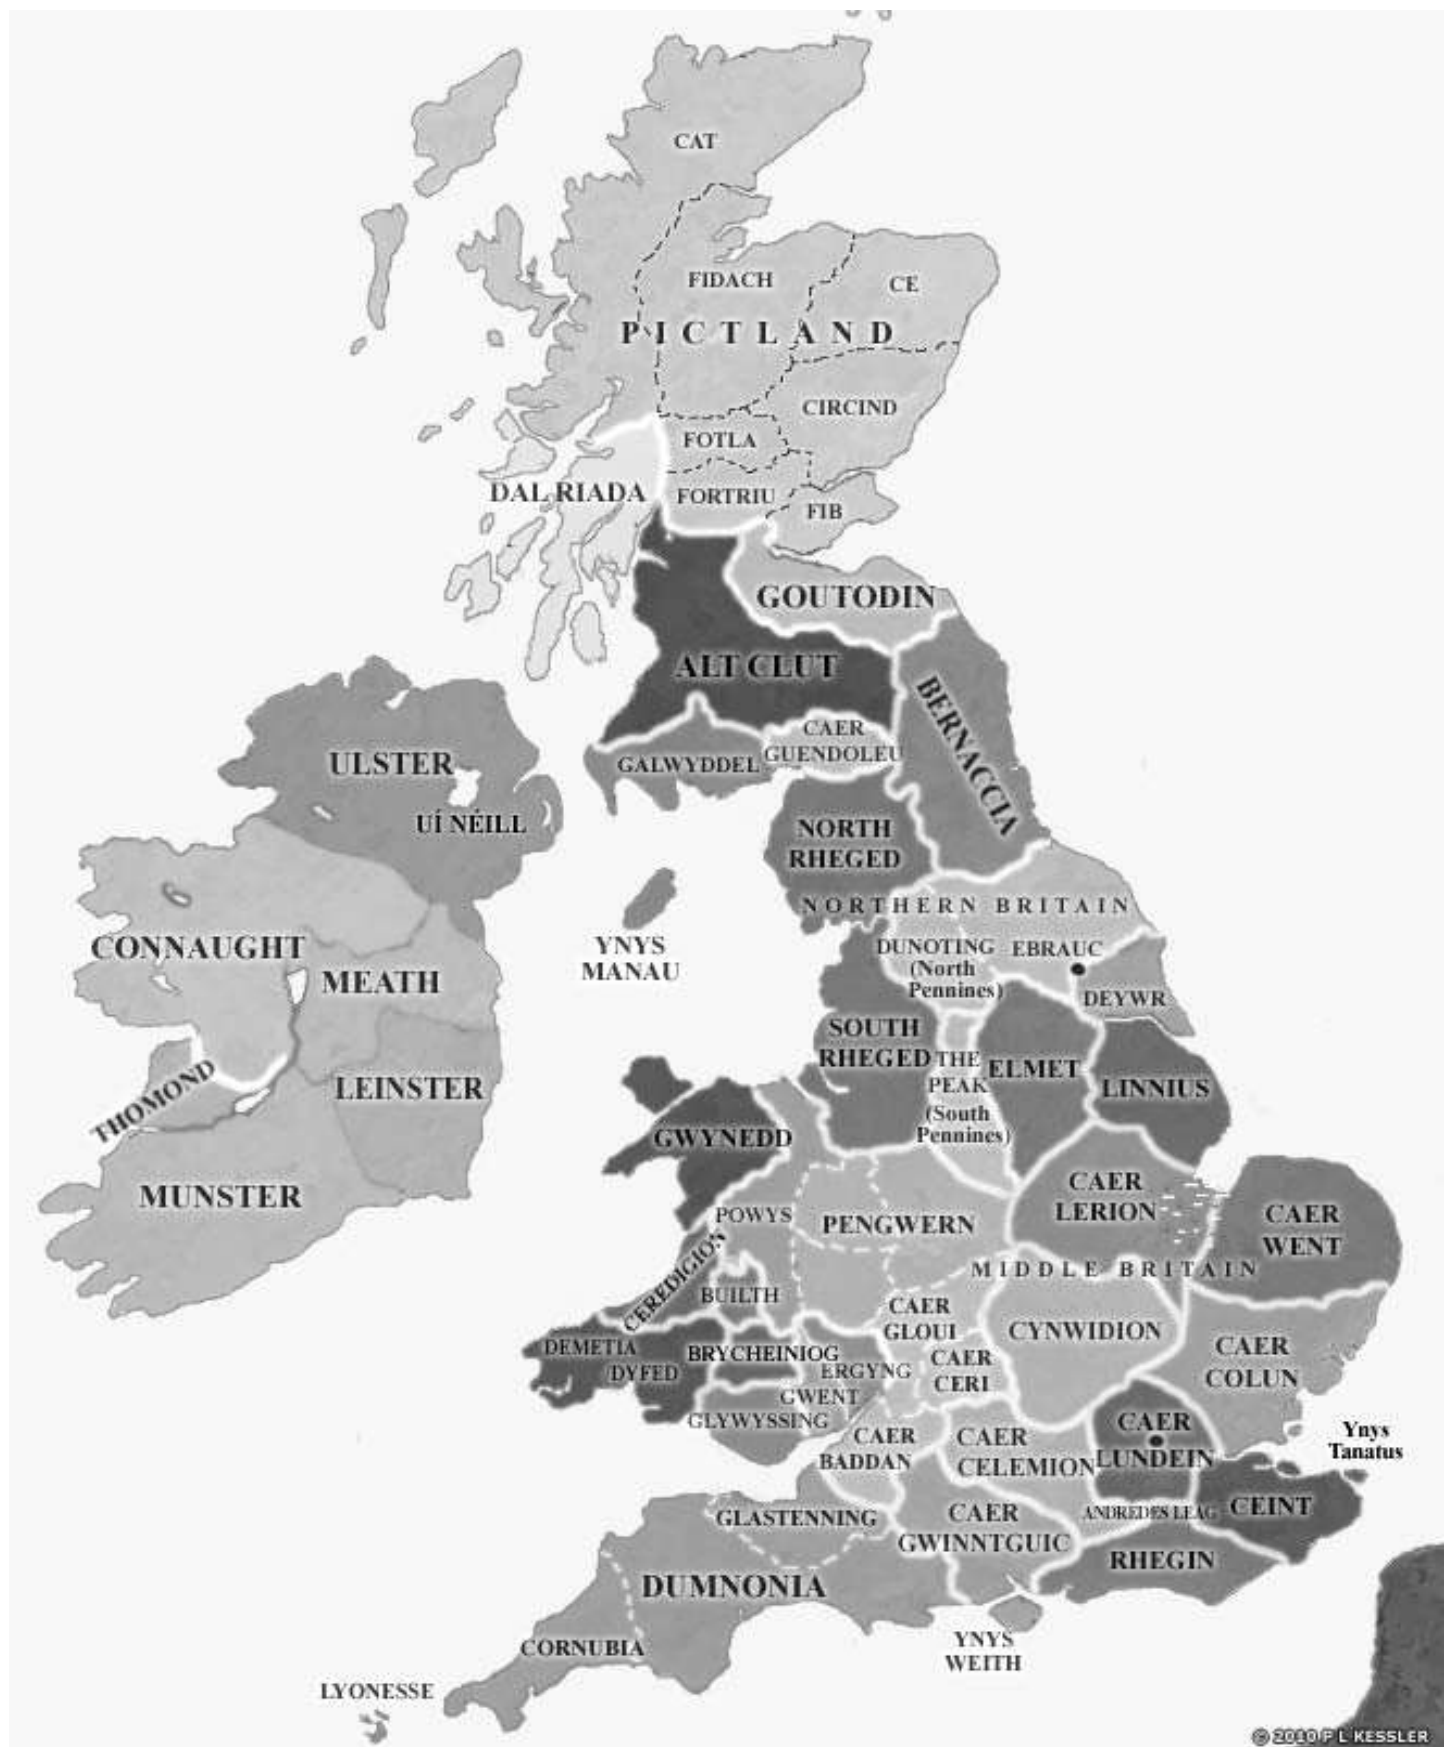 CAT
FIDACH
CE
PICTLAND
CIRCIND
FOTLA
DAL RIADA
FORTRIU
FIB
GOUTODIN
ALT CLUT
BERNACCIA
CAER
GUENDOLEU
GALWYDDEL
ULSTER
UÍ NÉILL
NORTH
RHEGED
NORTHERN BRITAIN
YNYS
MANAU
DUNOTING
(North
Pennines)
EBRAUC
DEYWR
CONNAUGHT
MEATH
SOUTH
RHEGED
THE
PEAK
(South
Pennines)
ELMET
LINNIUS
THOMOND
LEINSTER
GWYNEDD
MUNSTER
POWYS
PENGWERN
CAER
LERION
CAER
WENT
MIDDLE BRITAIN
CEREDIGION
BUILTH
CAER
GLOUI
CYNWIDION
CAER
COLUN
DEMETIA
DYFED
BRYCHEINIOG
ERGYNG
CAER
CERI
GWENT
GLYWYSSING
CAER
BADDAN
CAER
CELEMION
CAER
LUNDEIN
Ynys
Tanatus
GLASTENNING
CAER
GWINNTGUIC
ANDREDES LEAG
CEINT
RHEGIN
DUMNONIA
CORNUBIA
YNYS
WEITH
LYONESSE
© 2010 P L KESSLER